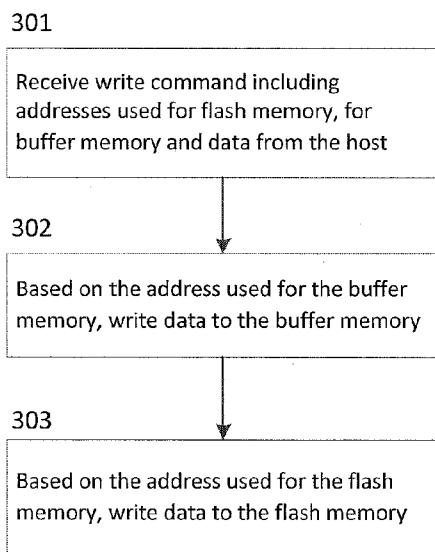 301
Receive write command including
addresses used for flash memory, for
buffer memory and data from the host
302
Based on the address used for the buffer
memory, write data to the buffer memory
303
Based on the address used for the flash
memory, write data to the flash memory